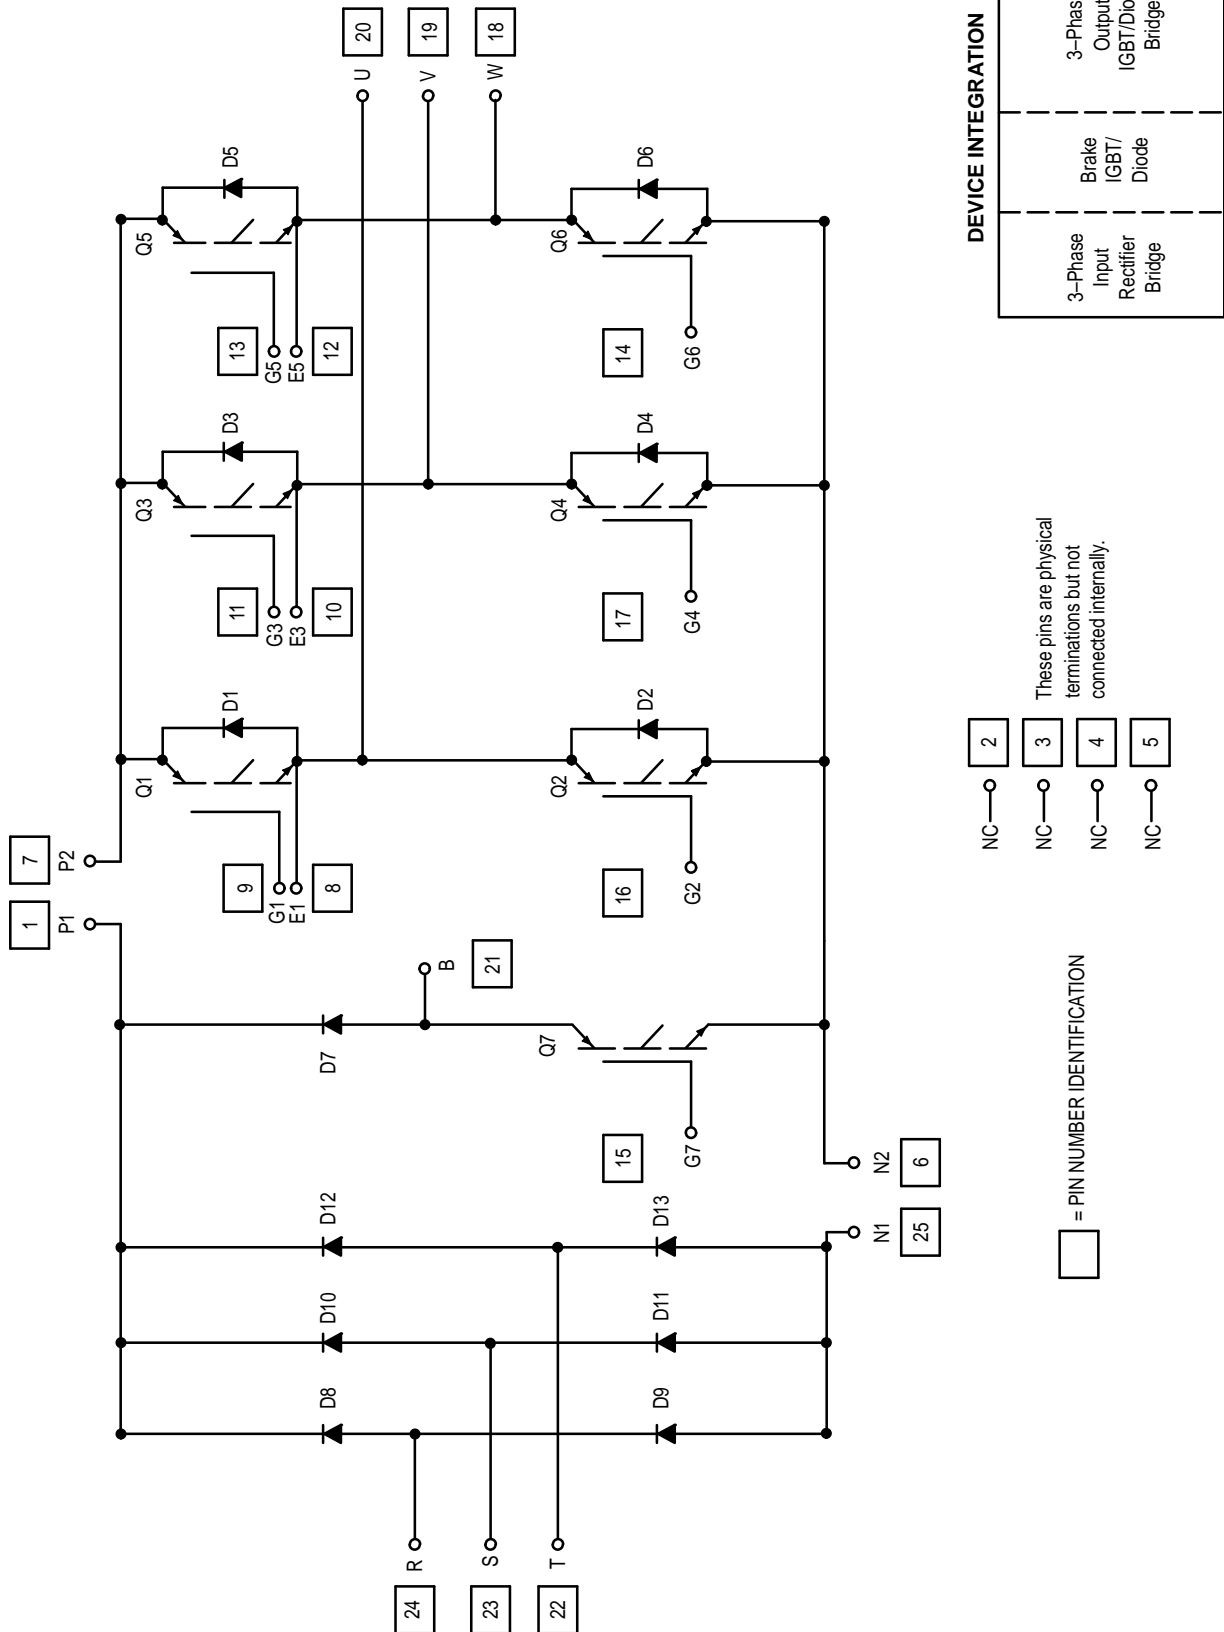 1 7
P1 P2
Q1 Q3 Q5
D1 D3 D5
9 11 13
G1 G3 G5
E1 E3 E5
8 10 12
D8 D10 D12 D7
20
U
24 R
V 19
B
21
23 S
W 18
22 T
Q7 Q2 Q4 Q6
15 16 17 14
D2 D4 D6
D9 D11 D13
G7 G2 G4 G6
N1 N2
25 6
= PIN NUMBER IDENTIFICATION
NC 2
NC 3
NC 4
NC 5
These pins are physical
terminations but not
connected internally.
DEVICE INTEGRATION
3–Phase
Input
Rectifier
Bridge
Brake
IGBT/
Diode
3–Phase
Output
IGBT/Dio
Bridge